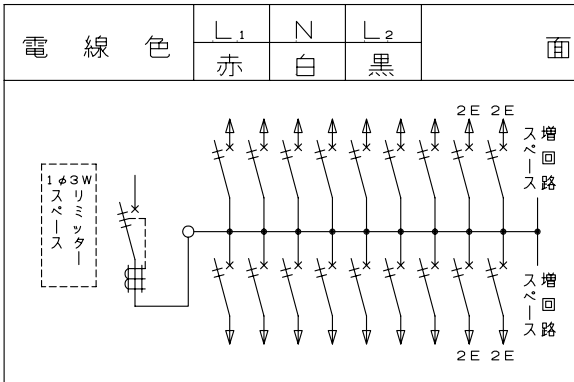 電線色 L1 N L2 面
赤 白 黒
2E 2E
増回路
スペース
1φ3W
リミッター
スペース
増回路
スペース
2E 2E